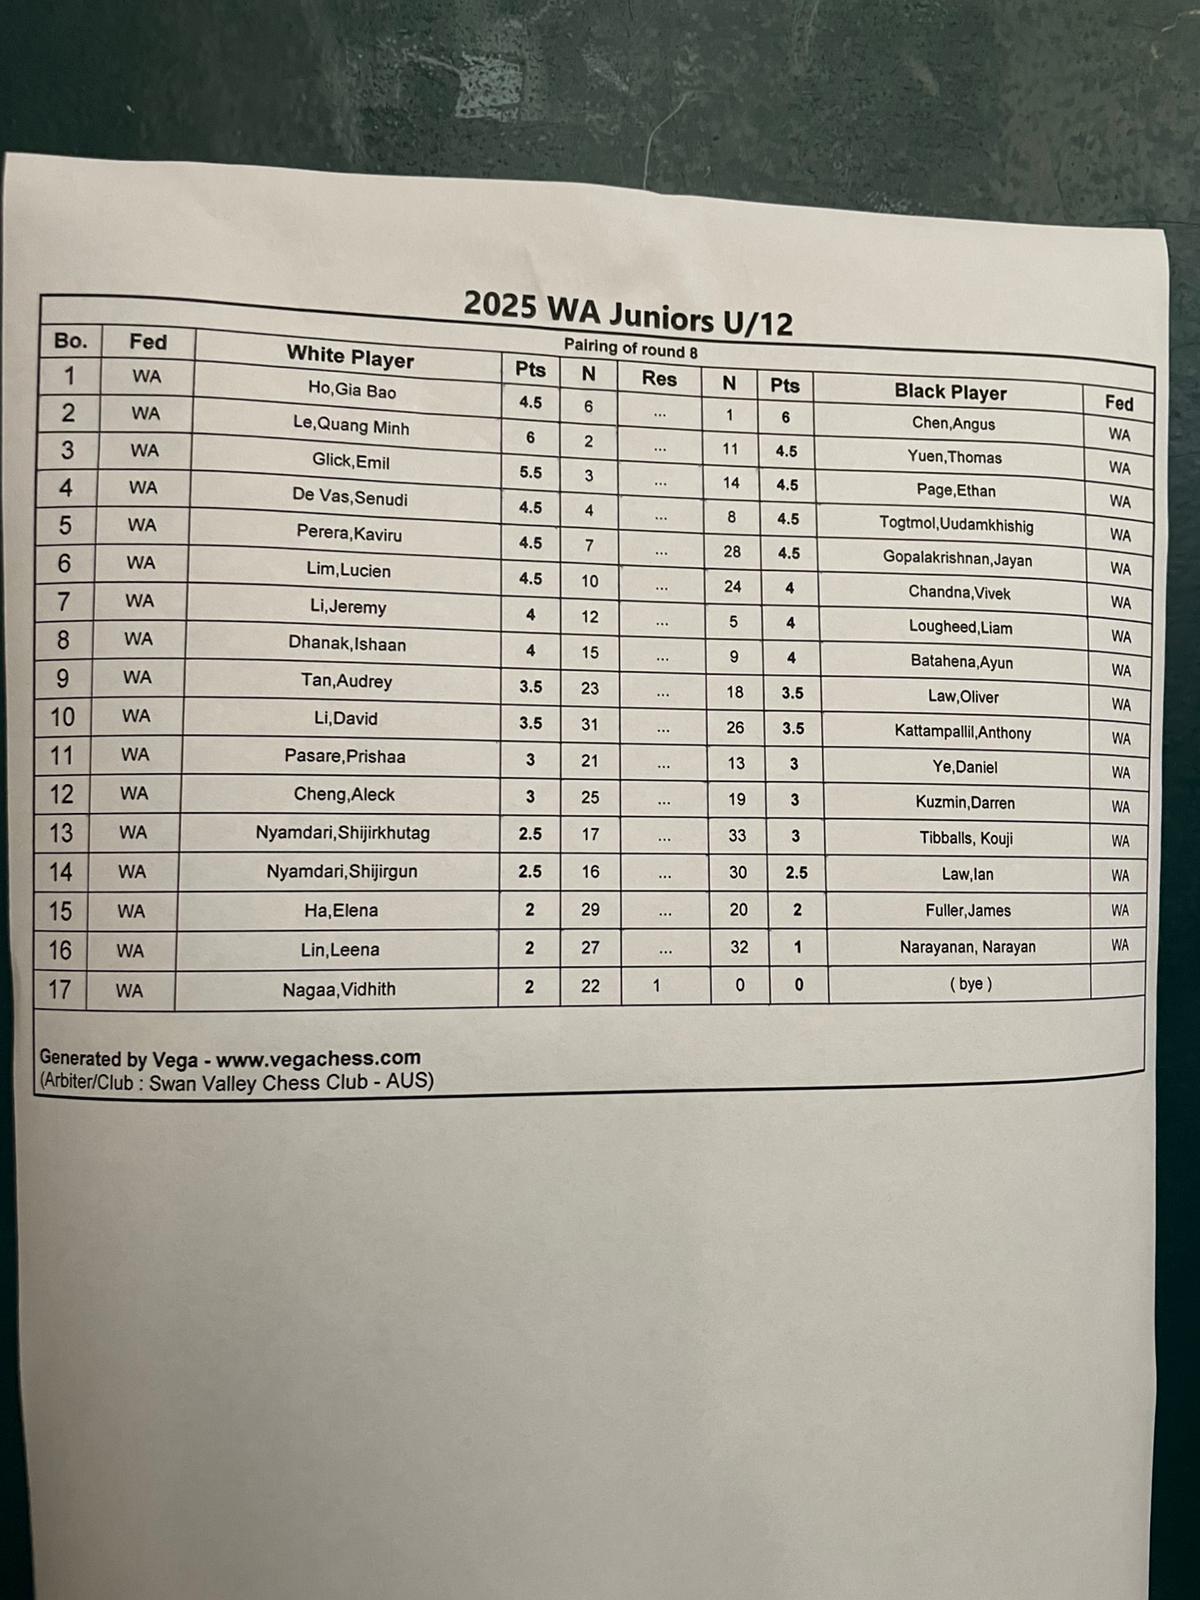 2025 WA Juniors U/12
Pairing of round 8
Bo. Fed White Player Pts N Res N Pts Black Player Fed
1 WA Ho,Gia Bao 4.5 6 ... 1 6 Chen,Angus WA
2 WA Le,Quang Minh 6 2 ... 11 4.5 Yuen,Thomas WA
3 WA Glick,Emil 5.5 3 ... 14 4.5 Page,Ethan WA
4 WA De Vas,Senudi 4.5 4 ... 8 4.5 Togtmol,Uudamkhishig WA
5 WA Perera,Kaviru 4.5 7 ... 28 4.5 Gopalakrishnan,Jayan WA
6 WA Lim,Lucien 4.5 10 ... 24 4 Chandna,Vivek WA
7 WA Li,Jeremy 4 12 ... 5 4 Lougheed,Liam WA
8 WA Dhanak,Ishaan 4 15 ... 9 4 Batahena,Ayun WA
9 WA Tan,Audrey 3.5 23 ... 18 3.5 Law,Oliver WA
10 WA Li,David 3.5 31 ... 26 3.5 Kattampallil,Anthony WA
11 WA Pasare,Prishaa 3 21 ... 13 3 Ye,Daniel WA
12 WA Cheng,Aleck 3 25 ... 19 3 Kuzmin,Darren WA
13 WA Nyamdari,Shijirkhutag 2.5 17 ... 33 3 Tibballs, Kouji WA
14 WA Nyamdari,Shijirgun 2.5 16 ... 30 2.5 Law,Ian WA
15 WA Ha,Elena 2 29 ... 20 2 Fuller,James WA
16 WA Lin,Leena 2 27 ... 32 1 Narayanan, Narayan WA
17 WA Nagaa,Vidhith 2 22 1 0 0 ( bye )
Generated by Vega - www.vegachess.com
(Arbiter/Club : Swan Valley Chess Club - AUS)